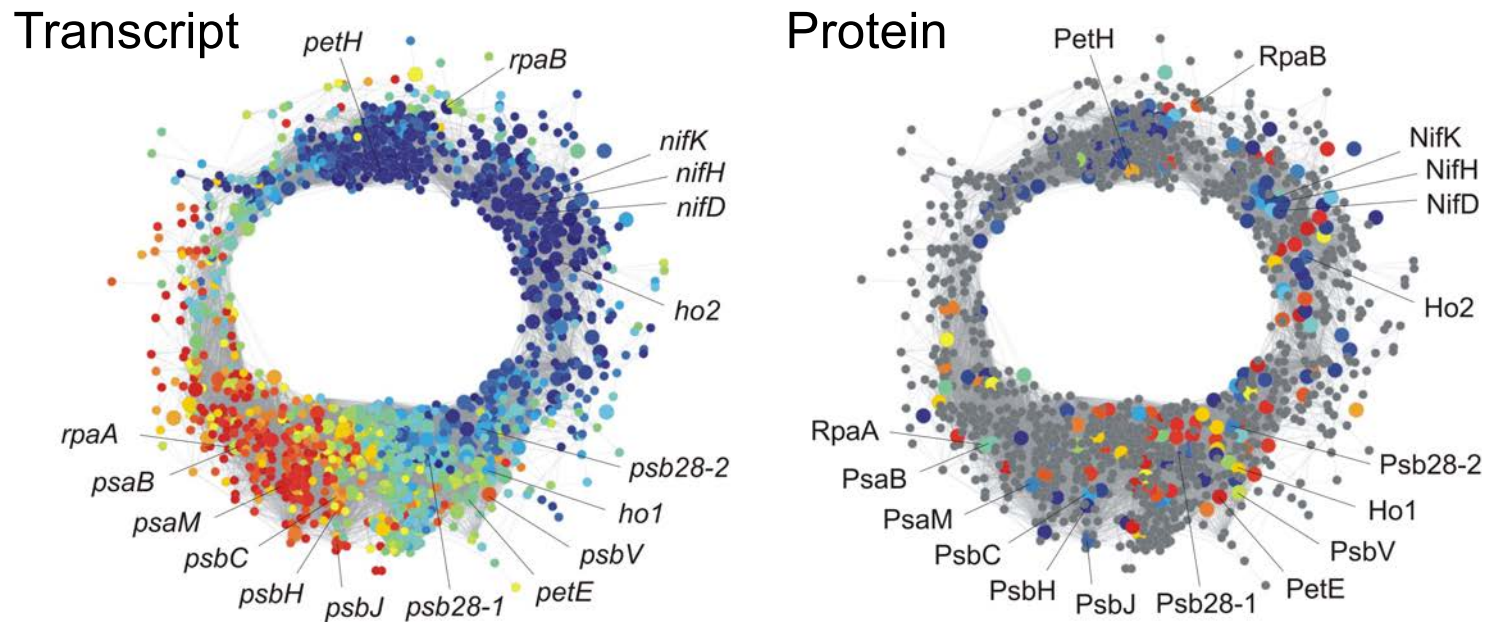 Transcript
petH
rpaB
nifK
nifH
nifD
ho2
rpaA
psaB
psaM
psbC
psbH
psbJ
psb28-1
petE
psbV
ho1
psb28-2
Protein
PetH
RpaB
NifK
NifH
NifD
Ho2
RpaA
PsaB
PsaM
PsbC
PsbH
PsbJ
Psb28-1
PetE
PsbV
Ho1
Psb28-2